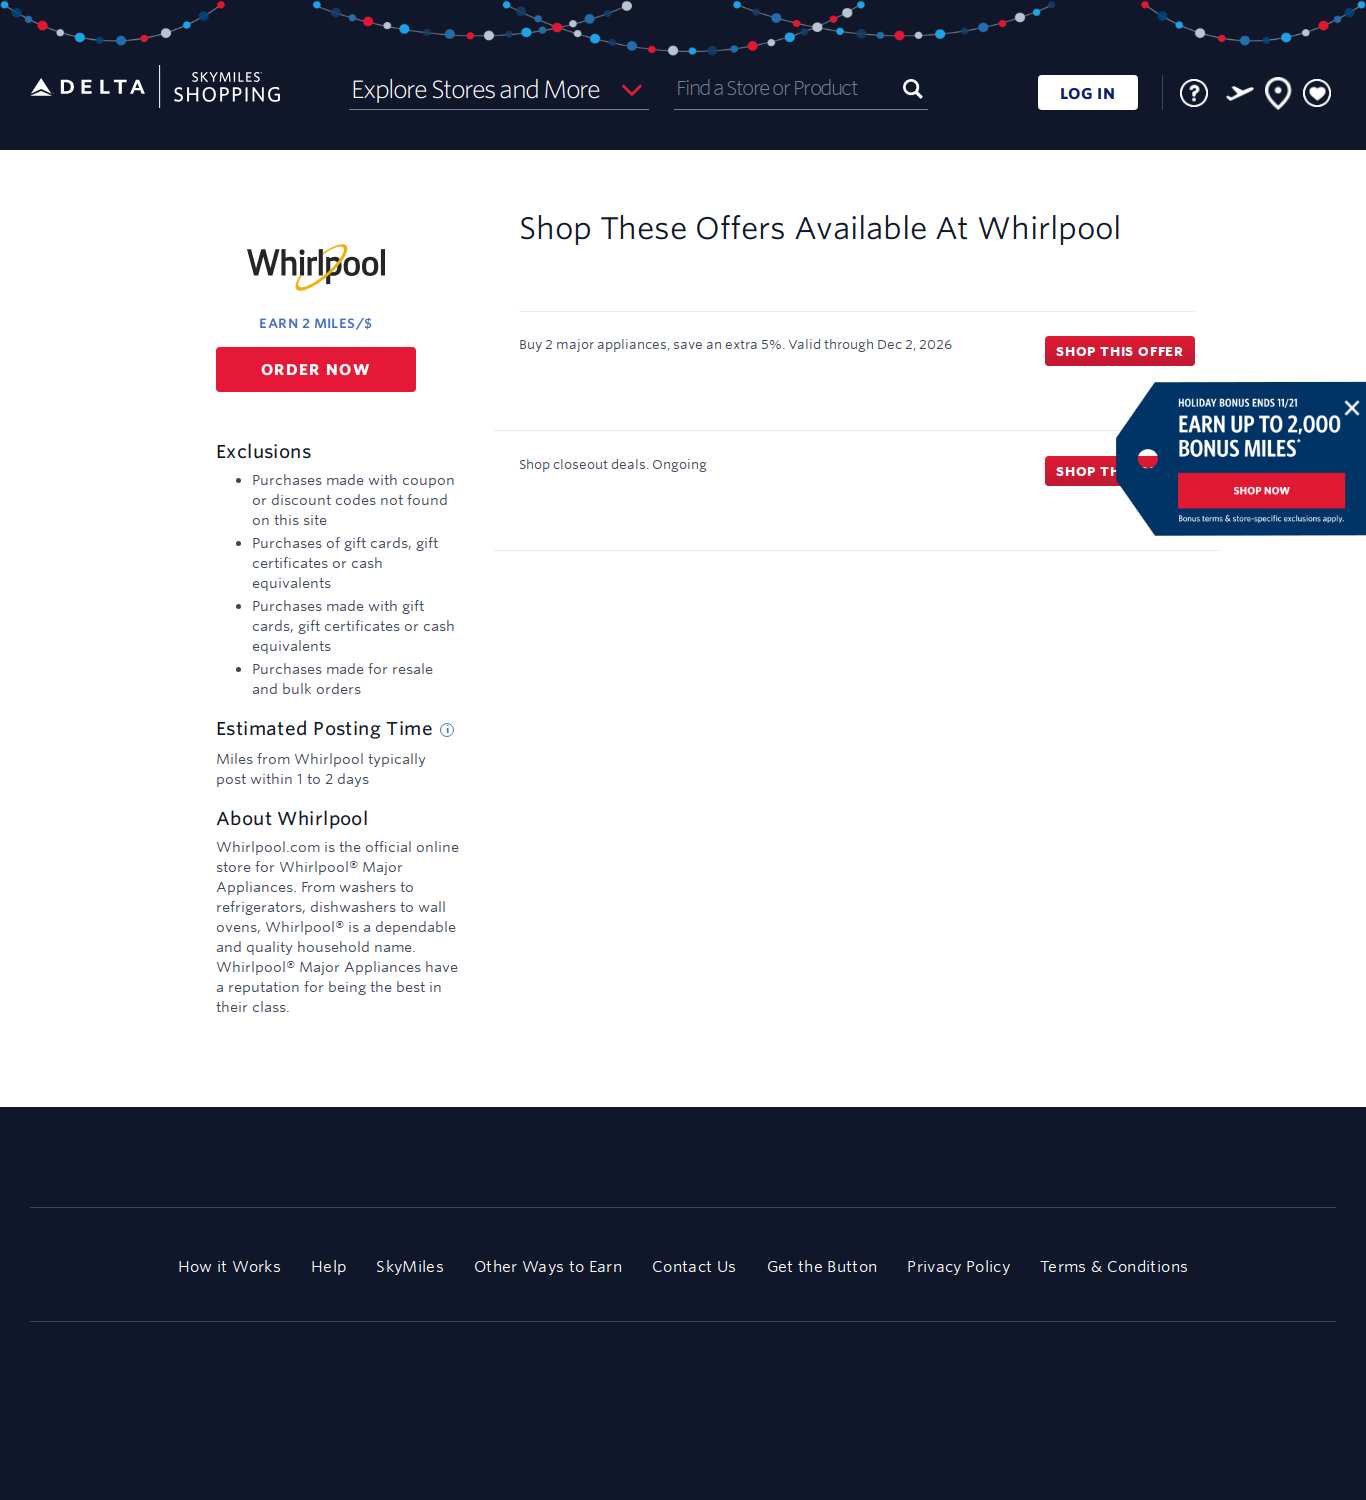 DELTA
SKYMILES
SHOPPING
Explore Stores and More
Find a Store or Product
LOG IN
Shop These Offers Available At Whirlpool
Whirlpool
EARN 2 MILES/$
ORDER NOW
Buy 2 major appliances, save an extra 5%. Valid through Dec 2, 2026
SHOP THIS OFFER
Shop closeout deals. Ongoing
SHOP TH
HOLIDAY BONUS ENDS 11/21
EARN UP TO 2,000
BONUS MILES*
SHOP NOW
Bonus terms & store-specific exclusions apply.
Exclusions
• Purchases made with coupon
or discount codes not found
on this site
• Purchases of gift cards, gift
certificates or cash
equivalents
• Purchases made with gift
cards, gift certificates or cash
equivalents
• Purchases made for resale
and bulk orders
Estimated Posting Time
Miles from Whirlpool typically
post within 1 to 2 days
About Whirlpool
Whirlpool.com is the official online
store for Whirlpool® Major
Appliances. From washers to
refrigerators, dishwashers to wall
ovens, Whirlpool® is a dependable
and quality household name.
Whirlpool® Major Appliances have
a reputation for being the best in
their class.
How it Works
Help
SkyMiles
Other Ways to Earn
Contact Us
Get the Button
Privacy Policy
Terms & Conditions